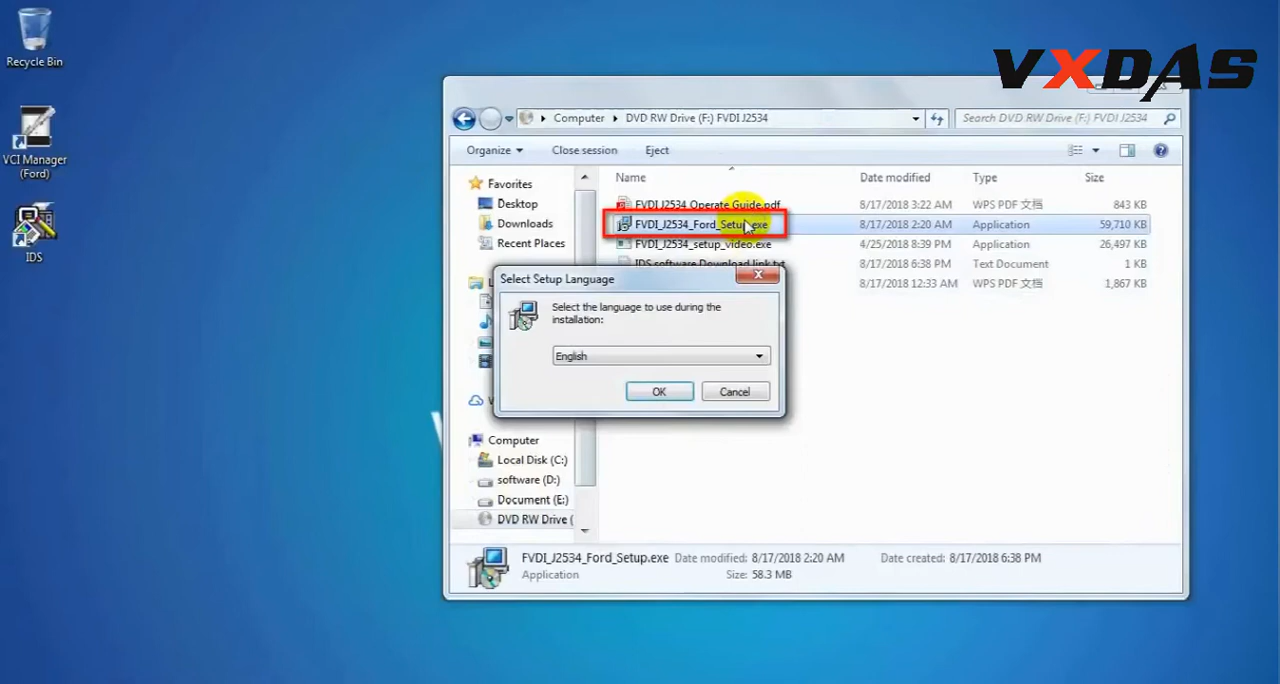 VXDAS
Recycle Bin
VCI Manager
(Ford)
IDS
Computer
DVD RW Drive (F:) FVDI J2534
Search DVD RW Drive (F:) FVDI J2534
Organize
Close session
Eject
Name
Date modified
Type
Size
Favorites
Desktop
Downloads
Recent Places
Computer
Local Disk (C:)
software (D:)
Document (E:)
DVD RW Drive (
FVDI J2534 Operate Guide.pdf 8/17/2018 3:22 AM WPS PDF 文档 843 KB
FVDI_J2534_Ford_Setup.exe 8/17/2018 2:20 AM Application 59,710 KB
FVDI_J2534_setup_video.exe 4/25/2018 8:39 PM Application 26,497 KB
IDS software Download link.txt 8/17/2018 6:38 PM Text Document 1 KB
8/17/2018 12:33 AM WPS PDF 文档 1,867 KB
Select Setup Language
Select the language to use during the
installation:
English
OK
Cancel
FVDI_J2534_Ford_Setup.exe Date modified: 8/17/2018 2:20 AM Date created: 8/17/2018 6:38 PM
Application Size: 58.3 MB